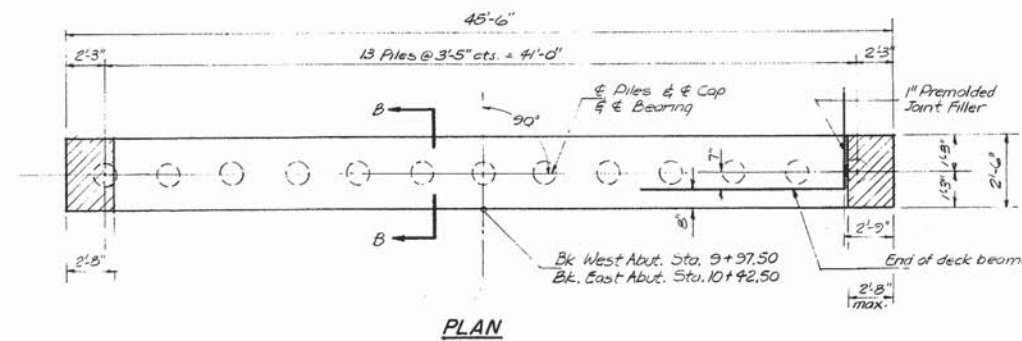 45'-6"
2'-3"
13 Piles @ 3'-5" cts. = 41'-0"
2'-3"
℄ Piles & ℄ Cap
& ℄ Bearing
1" Premolded
Joint Filler
B
90°
7"
1'-3"
2'-6"
1'-3"
8"
B
2'-9"
2'-8"
Bk. West Abut. Sta. 9+97.50
Bk. East Abut. Sta. 10+42.50
End of deck beam
2'-8"
max.
PLAN